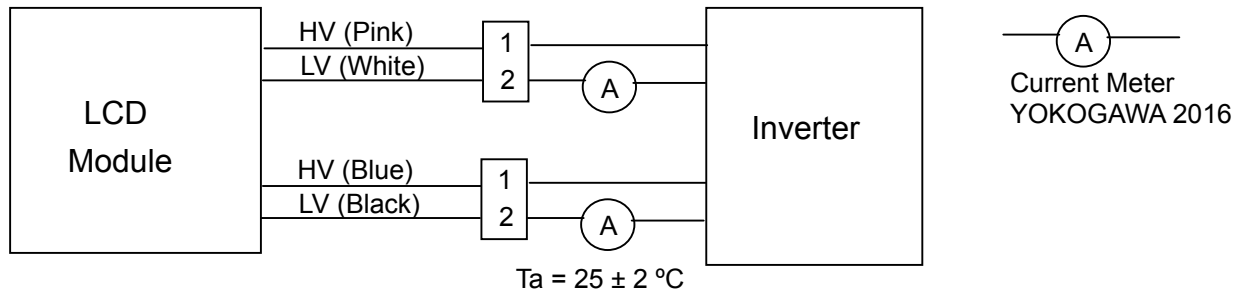 LCD
Module
HV (Pink)
LV (White)
1
2
A
HV (Blue)
LV (Black)
1
2
A
Ta = 25 ± 2 ºC
Inverter
A
Current Meter
YOKOGAWA 2016